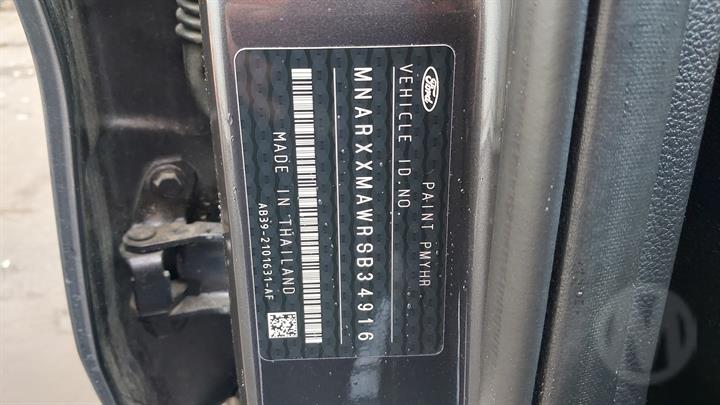 Ford
PAINT PMYHR
VEHICLE ID.NO.
MNARXXMAWRSB34916
MADE IN THAILAND
AB39-2101631-AF
M